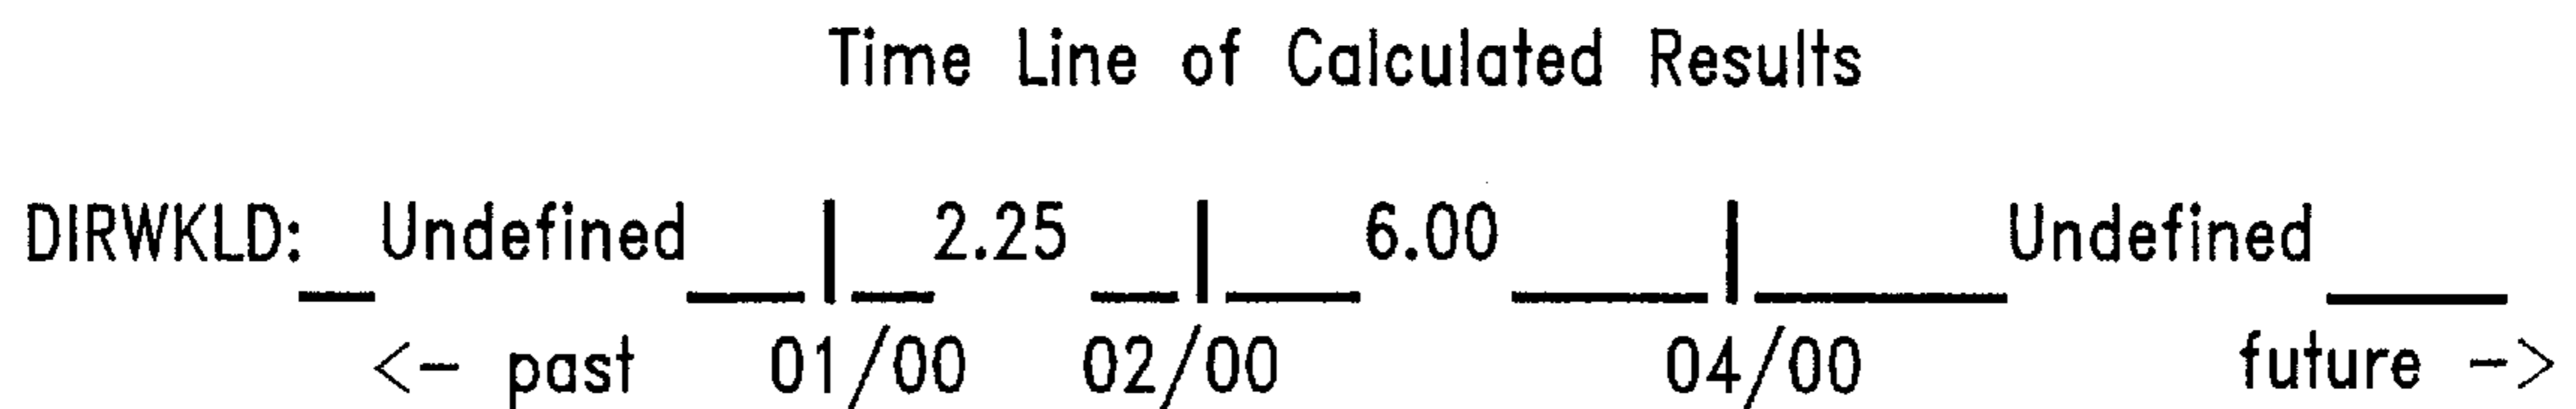 Time Line of Calculated Results
DIRWKLD: Undefined 2.25 6.00 Undefined
<- past 01/00 02/00 04/00 future ->